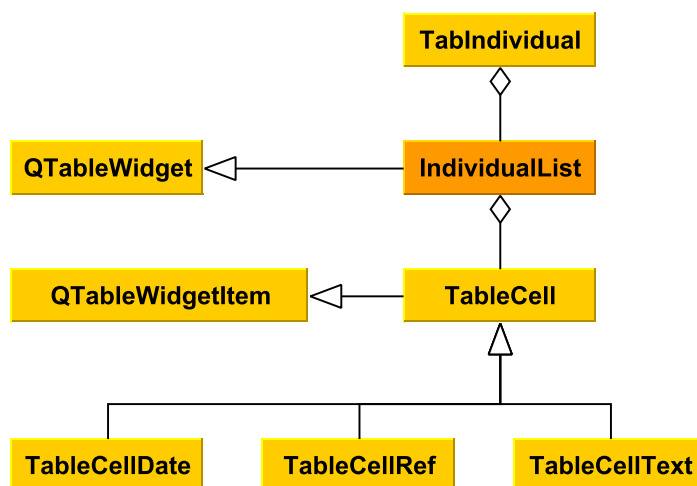 TabIndividual
QTableWidget
IndividualList
QTableWidgetItem
TableCell
TableCellDate
TableCellRef
TableCellText